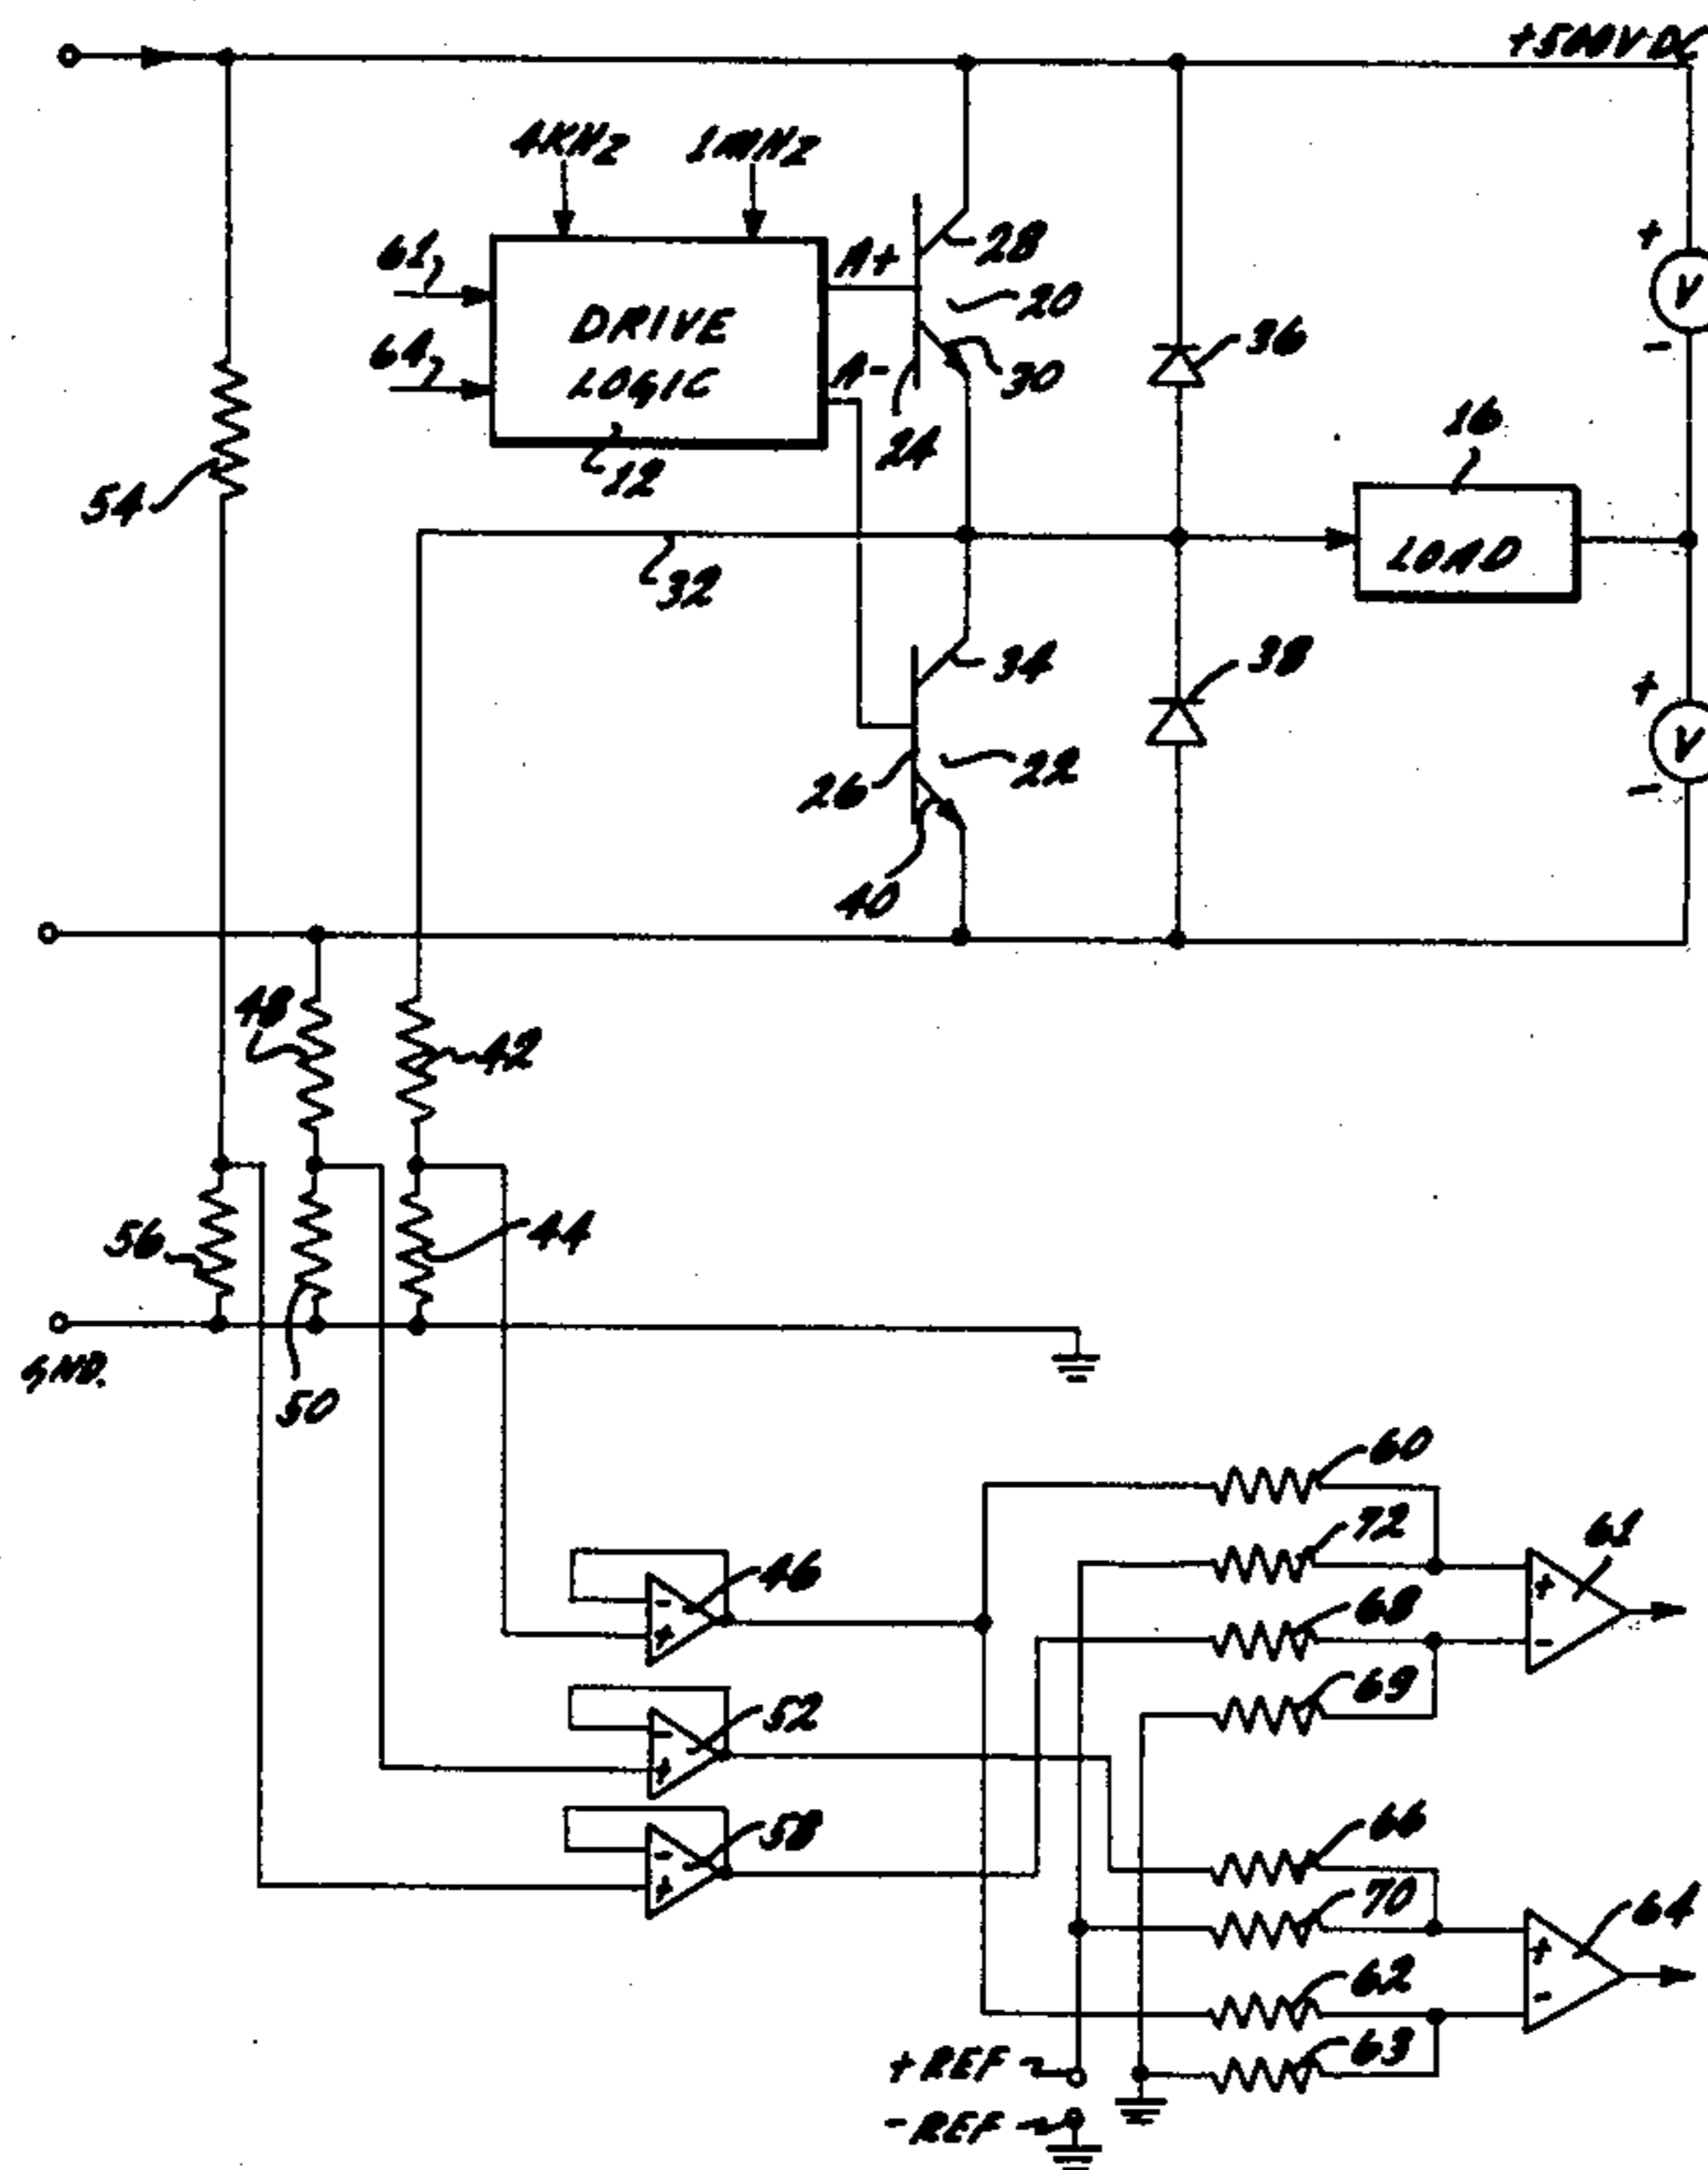 +500VDC
4KHZ 1MHZ
61 A+ 28
DRIVE 20
64 LOGIC A- 30 36
54 12 24 16
32 LOAD
34 38
26 22
40
48 42
56 44
GND.
50
60
72 61
46 68
52 69
58 66
70 64
62
+REF 63
-REF
+ V -
+ V -
- +
- +
- +
+ -
+ -